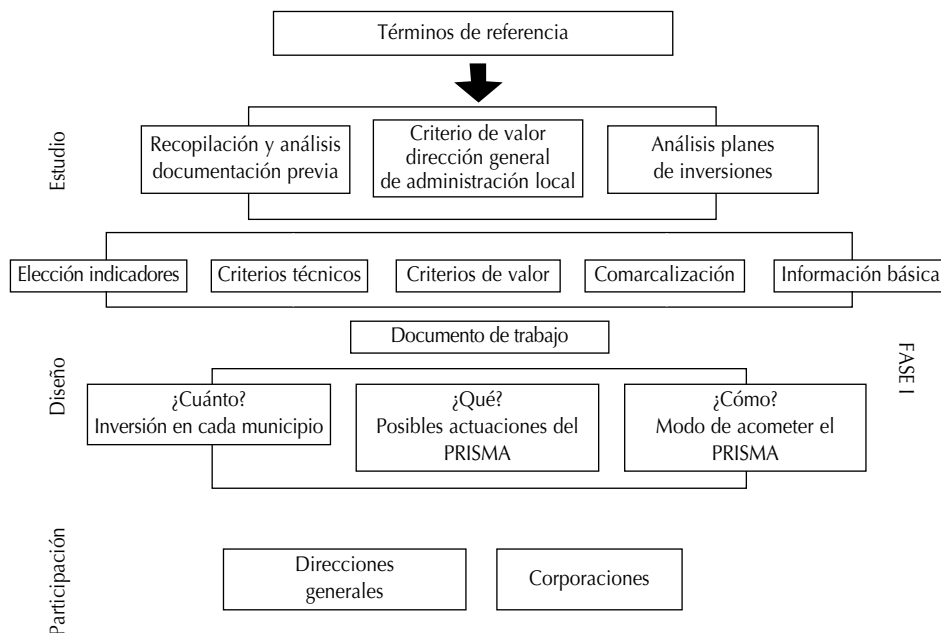 Términos de referencia
Estudio
Recopilación y análisis
documentación previa
Criterio de valor
dirección general
de administración local
Análisis planes
de inversiones
Elección indicadores
Criterios técnicos
Criterios de valor
Comarcalización
Información básica
Documento de trabajo
Diseño
FASE I
¿Cuánto?
Inversión en cada municipio
¿Qué?
Posibles actuaciones del
PRISMA
¿Cómo?
Modo de acometer el
PRISMA
Participación
Direcciones
generales
Corporaciones